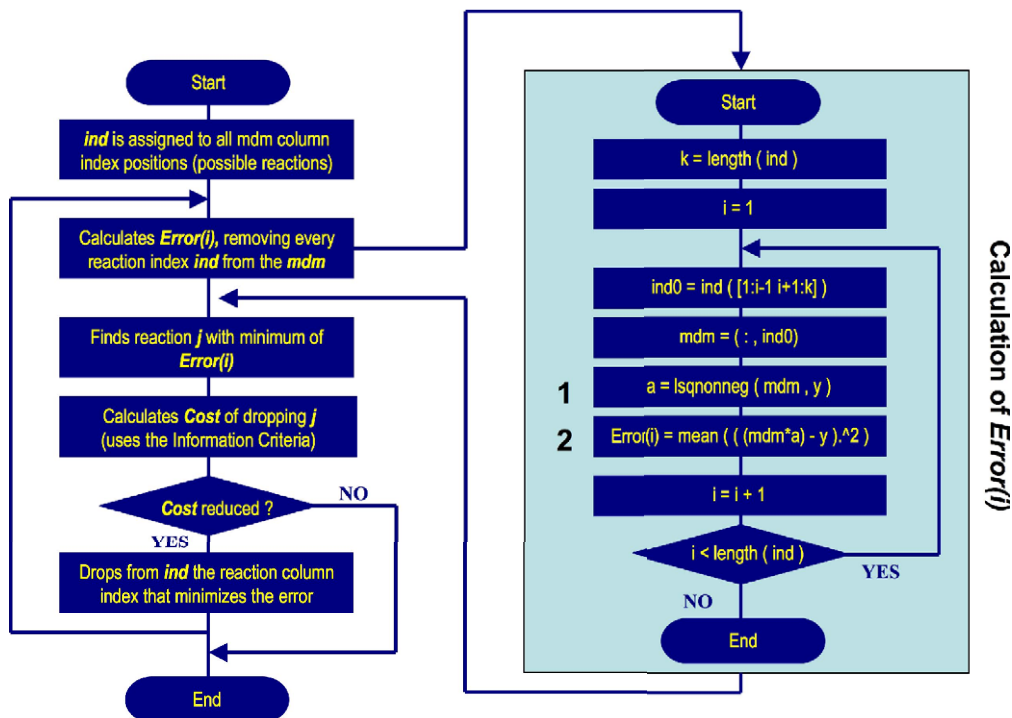 Start
ind is assigned to all mdm column
index positions (possible reactions)
Calculates Error(i), removing every
reaction index ind from the mdm
Finds reaction j with minimum of
Error(i)
Calculates Cost of dropping j
(uses the Information Criteria)
Cost reduced ?
NO
YES
Drops from ind the reaction column
index that minimizes the error
End
Start
k = length ( ind )
i = 1
ind0 = ind ( [1:i-1 i+1:k] )
mdm = ( : , ind0)
1
a = lsqnonneg ( mdm , y )
2
Error(i) = mean ( ( (mdm*a) - y ).^2 )
i = i + 1
i < length ( ind )
YES
NO
End
Calculation of Error(i)